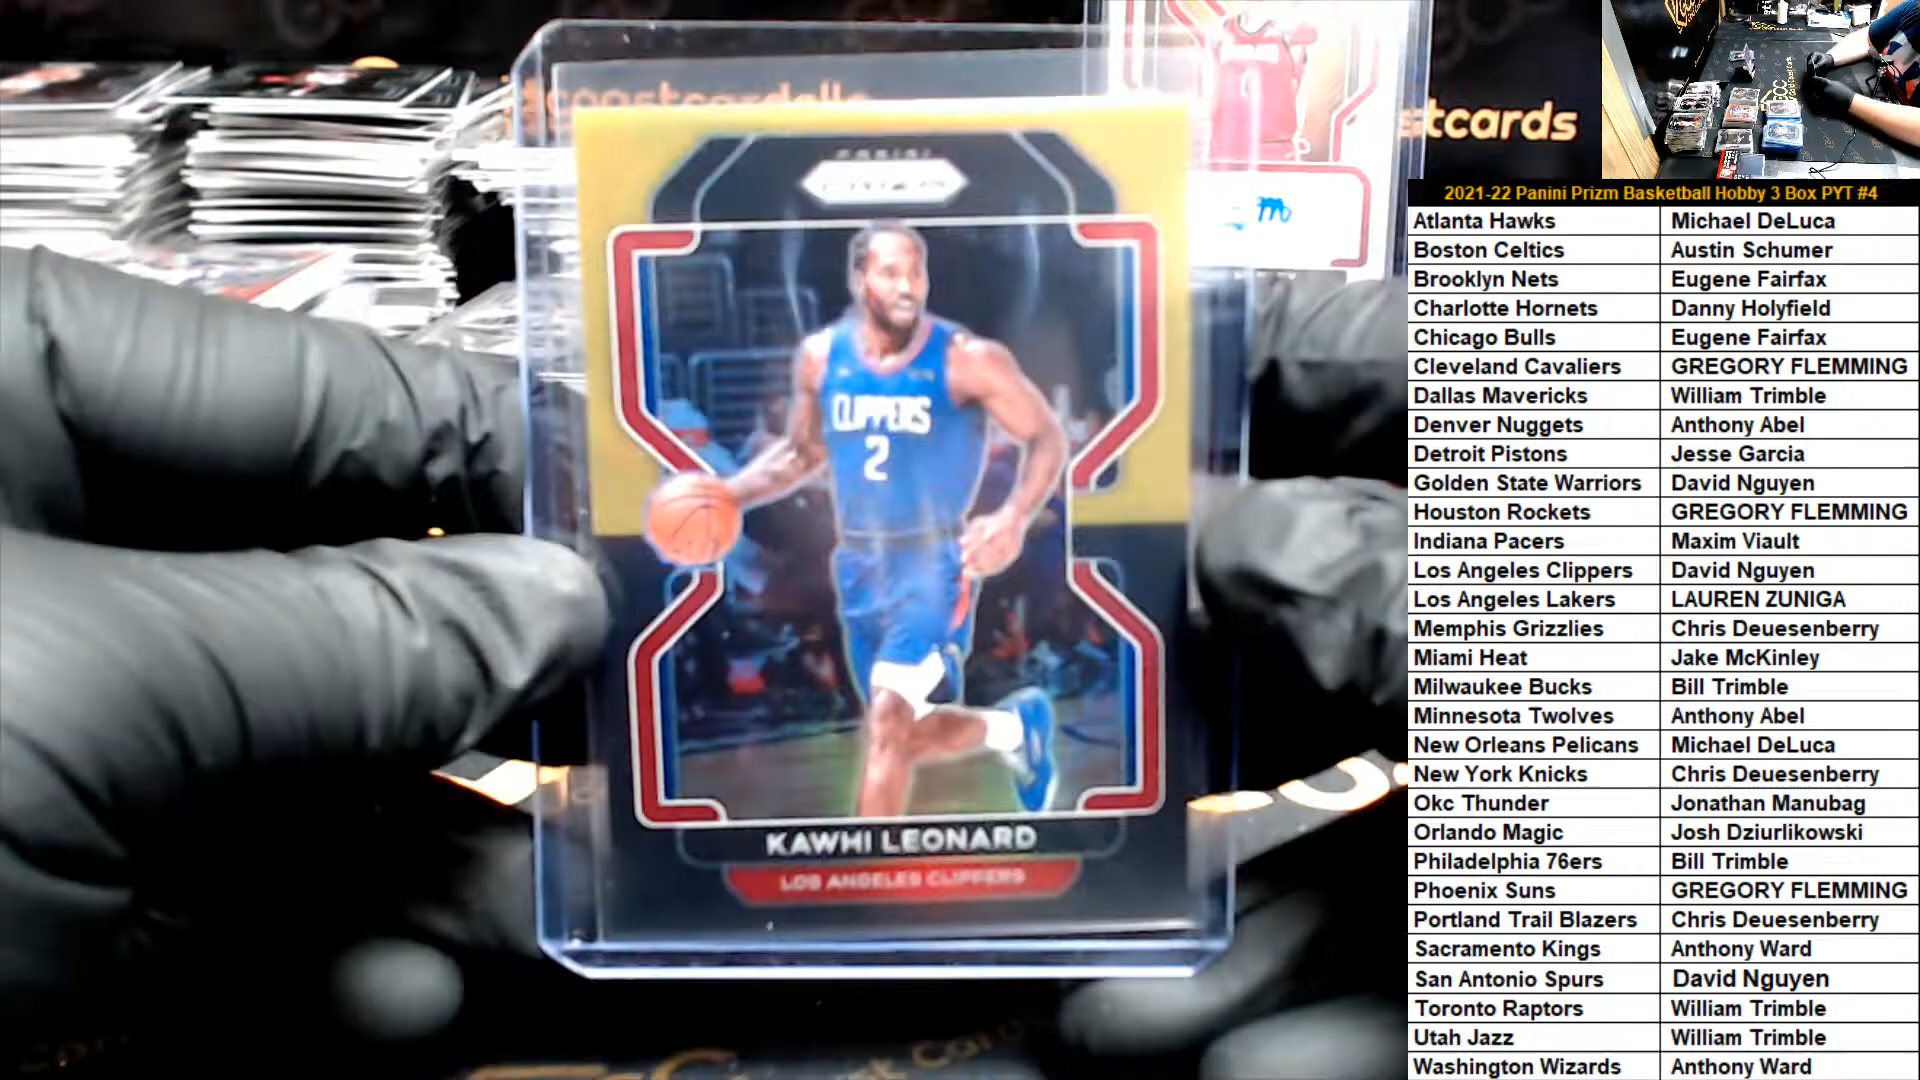 dcoastcardsllc
stcards
PANINI
PRIZM
CLIPPERS
2
KAWHI LEONARD
LOS ANGELES CLIPPERS
GCC
2021-22 Panini Prizm Basketball Hobby 3 Box PYT #4
Atlanta Hawks Michael DeLuca
Boston Celtics Austin Schumer
Brooklyn Nets Eugene Fairfax
Charlotte Hornets Danny Holyfield
Chicago Bulls Eugene Fairfax
Cleveland Cavaliers GREGORY FLEMMING
Dallas Mavericks William Trimble
Denver Nuggets Anthony Abel
Detroit Pistons Jesse Garcia
Golden State Warriors David Nguyen
Houston Rockets GREGORY FLEMMING
Indiana Pacers Maxim Viault
Los Angeles Clippers David Nguyen
Los Angeles Lakers LAUREN ZUNIGA
Memphis Grizzlies Chris Deuesenberry
Miami Heat Jake McKinley
Milwaukee Bucks Bill Trimble
Minnesota Twolves Anthony Abel
New Orleans Pelicans Michael DeLuca
New York Knicks Chris Deuesenberry
Okc Thunder Jonathan Manubag
Orlando Magic Josh Dziurlikowski
Philadelphia 76ers Bill Trimble
Phoenix Suns GREGORY FLEMMING
Portland Trail Blazers Chris Deuesenberry
Sacramento Kings Anthony Ward
San Antonio Spurs David Nguyen
Toronto Raptors William Trimble
Utah Jazz William Trimble
Washington Wizards Anthony Ward